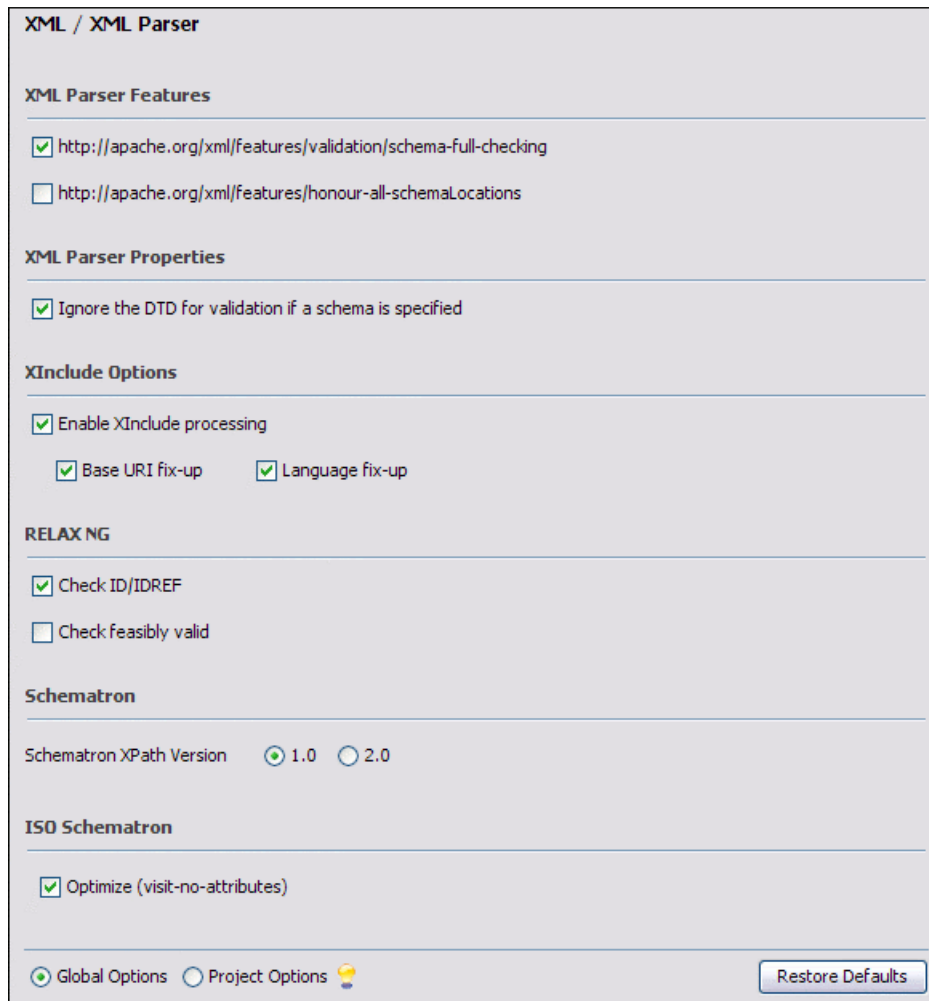 XML / XML Parser
XML Parser Features
http://apache.org/xml/features/validation/schema-full-checking
http://apache.org/xml/features/honour-all-schemaLocations
XML Parser Properties
Ignore the DTD for validation if a schema is specified
XInclude Options
Enable XInclude processing
Base URI fix-up Language fix-up
RELAX NG
Check ID/IDREF
Check feasibly valid
Schematron
Schematron XPath Version 1.0 2.0
ISO Schematron
Optimize (visit-no-attributes)
Global Options Project Options Restore Defaults